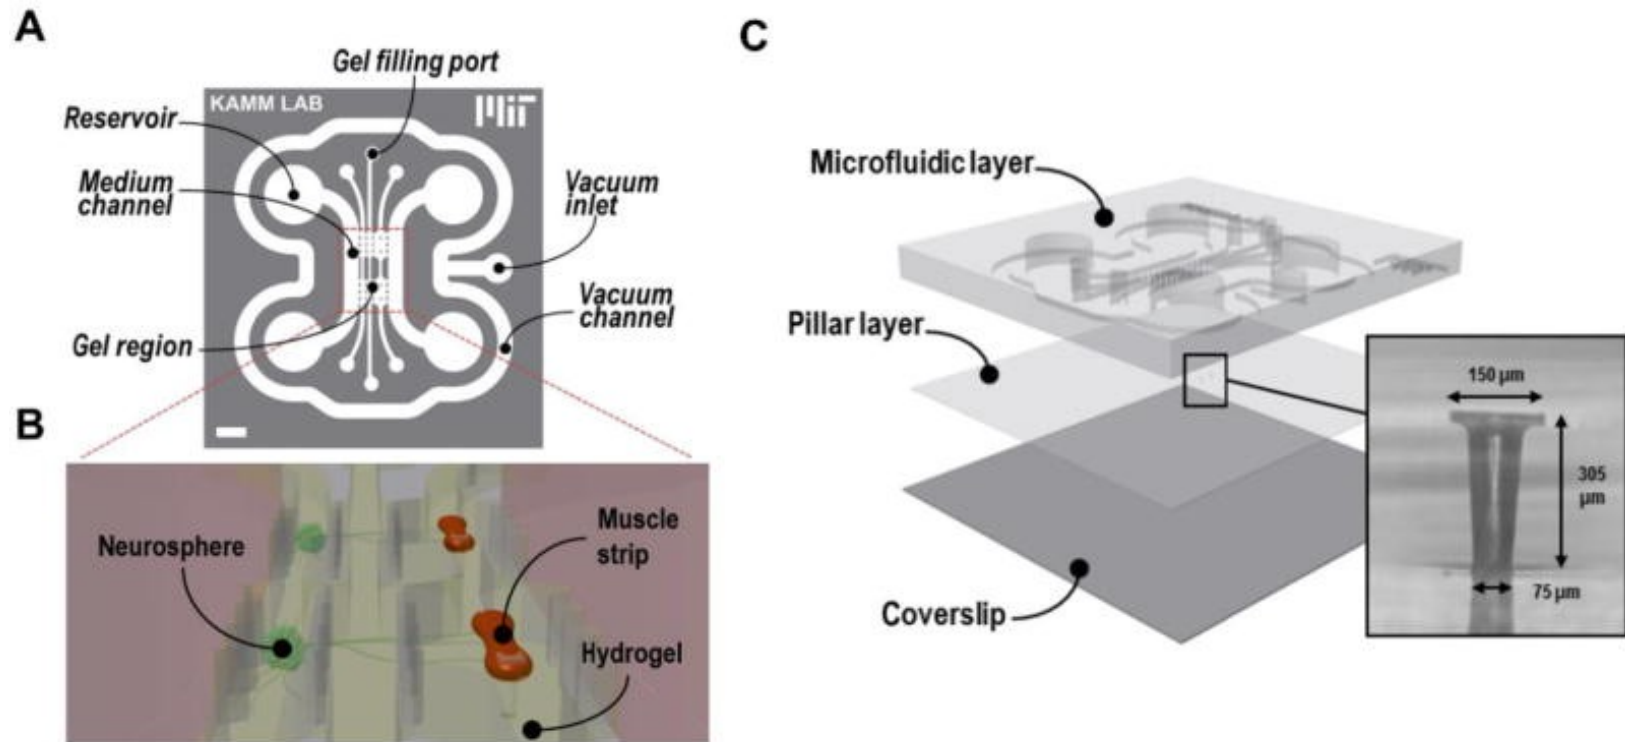 A
Gel filling port
KAMM LAB
MIT
Reservoir
Medium
channel
Vacuum
inlet
Vacuum
channel
Gel region
B
Neurosphere
Muscle
strip
Hydrogel
C
Microfluidic layer
Pillar layer
Coverslip
150 µm
305
µm
75 µm